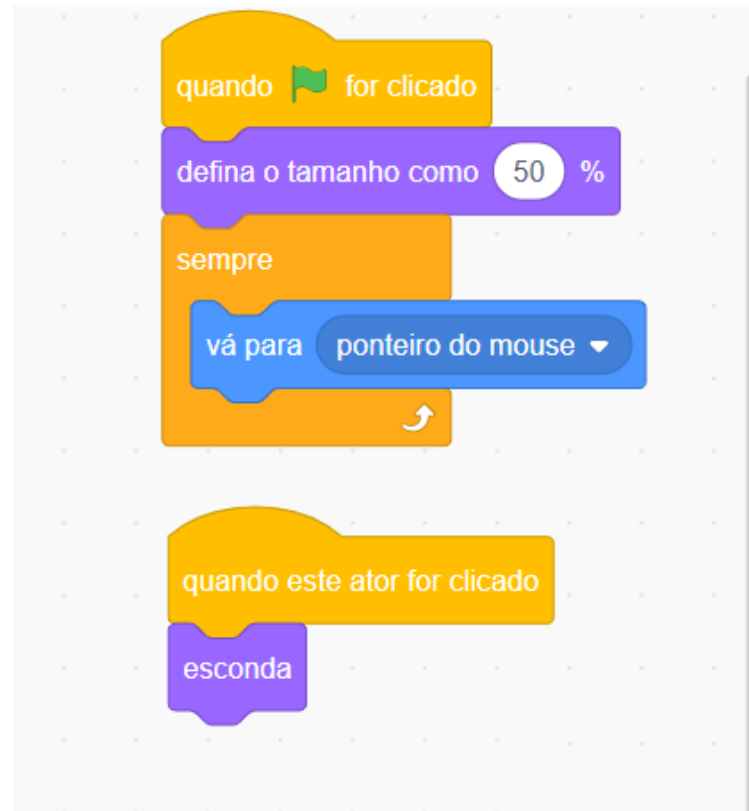 quando for clicado
defina o tamanho como 50 %
sempre
vá para ponteiro do mouse
quando este ator for clicado
esconda